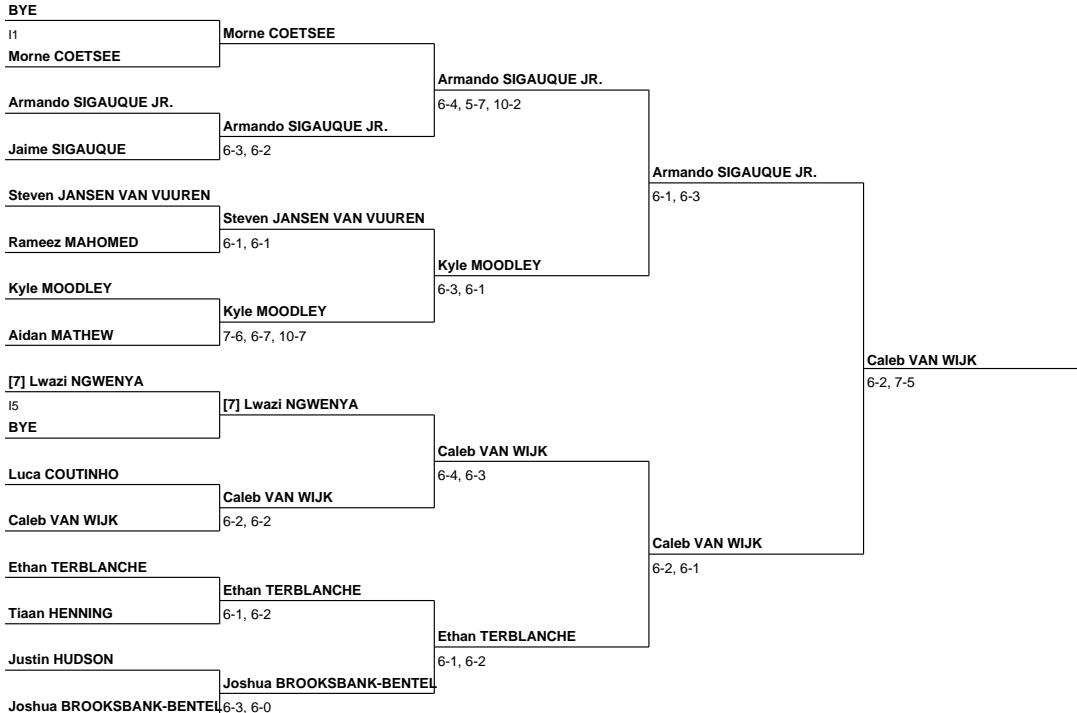 BYE
I1
Morne COETSEE
Armando SIGAUQUE JR.
Jaime SIGAUQUE
Steven JANSEN VAN VUUREN
Rameez MAHOMED
Kyle MOODLEY
Aidan MATHEW
[7] Lwazi NGWENYA
I5
BYE
Luca COUTINHO
Caleb VAN WIJK
Ethan TERBLANCHE
Tiaan HENNING
Justin HUDSON
Joshua BROOKSBANK-BENTEL
Morne COETSEE
Armando SIGAUQUE JR.
6-3, 6-2
Steven JANSEN VAN VUUREN
6-1, 6-1
Kyle MOODLEY
7-6, 6-7, 10-7
[7] Lwazi NGWENYA
Caleb VAN WIJK
6-2, 6-2
Ethan TERBLANCHE
6-1, 6-2
Joshua BROOKSBANK-BENTEL
6-3, 6-0
Armando SIGAUQUE JR.
6-4, 5-7, 10-2
Kyle MOODLEY
6-3, 6-1
Caleb VAN WIJK
6-4, 6-3
Ethan TERBLANCHE
6-1, 6-2
Armando SIGAUQUE JR.
6-1, 6-3
Caleb VAN WIJK
6-2, 6-1
Caleb VAN WIJK
6-2, 7-5